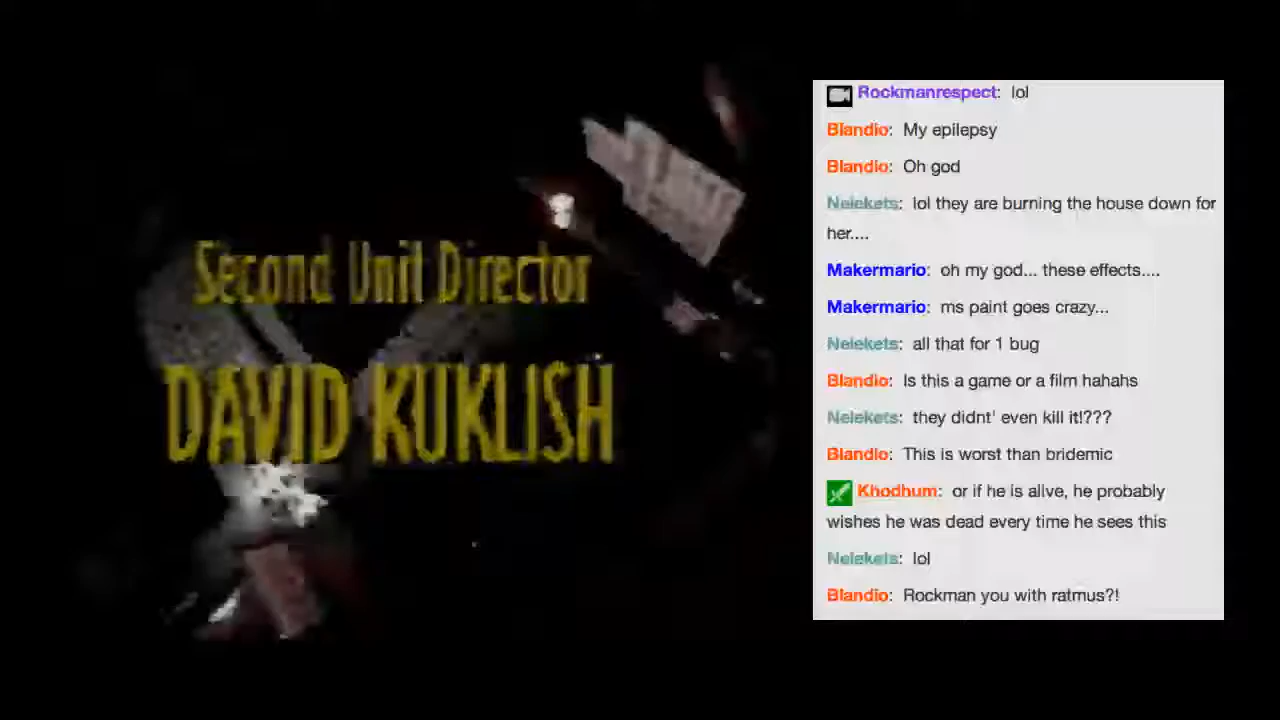 Second Unit Director
DAVID KUKLISH
Rockmanrespect: lol
Blandio: My epilepsy
Blandio: Oh god
Nelekets: lol they are burning the house down for
her....
Makermario: oh my god... these effects....
Makermario: ms paint goes crazy...
Nelekets: all that for 1 bug
Blandio: Is this a game or a film hahahs
Nelekets: they didnt' even kill it!???
Blandio: This is worst than bridemic
Khodhum: or if he is alive, he probably
wishes he was dead every time he sees this
Nelekets: lol
Blandio: Rockman you with ratmus?!